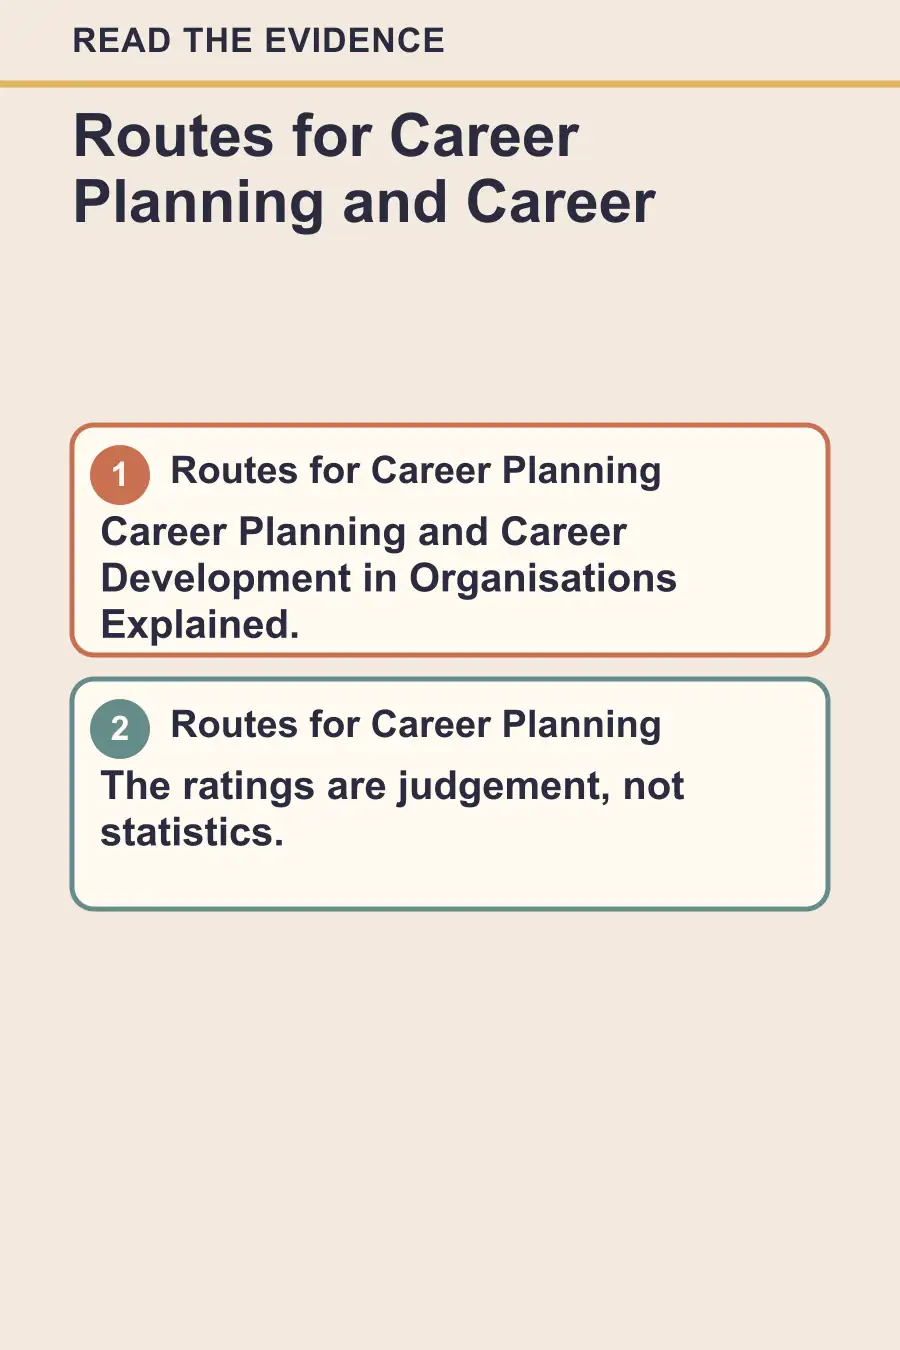 READ THE EVIDENCE
Routes for Career
Planning and Career
1 Routes for Career Planning
Career Planning and Career
Development in Organisations
Explained.
2 Routes for Career Planning
The ratings are judgement, not
statistics.